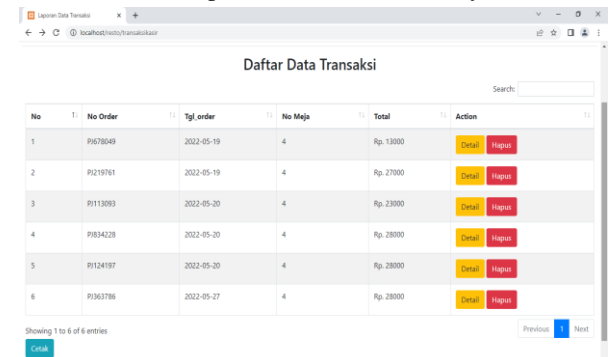 Laporan Data Transaksi
localhost/resto/transaksikasir
Daftar Data Transaksi
Search:
No No Order Tgl_order No Meja Total Action
1 PJ678049 2022-05-19 4 Rp. 13000 Detail Hapus
2 PJ219761 2022-05-19 4 Rp. 27000 Detail Hapus
3 PJ113093 2022-05-20 4 Rp. 23000 Detail Hapus
4 PJ834228 2022-05-20 4 Rp. 28000 Detail Hapus
5 PJ124197 2022-05-20 4 Rp. 28000 Detail Hapus
6 PJ363786 2022-05-27 4 Rp. 28000 Detail Hapus
Showing 1 to 6 of 6 entries Previous 1 Next
Cetak